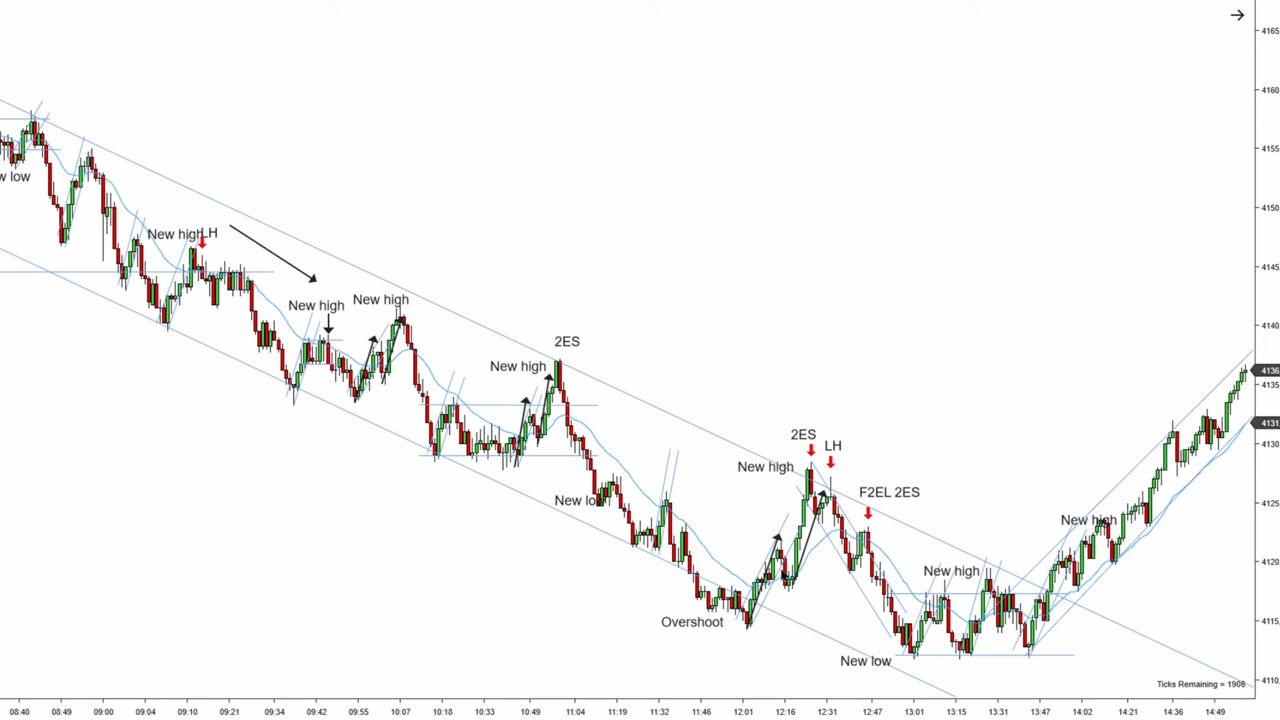 4165
4160
4155
w low
4150
New high
LH
4145
New high
New high
4140
2ES
New high
4136
4135
4131
2ES
LH
New high
4130
New lo
F2EL 2ES
4125
New high
New high
4120
Overshoot
4115
New low
Ticks Remaining = 1906
4110
08:40 08:49 09:00 09:04 09:10 09:21 09:34 09:42 09:55 10:07 10:18 10:33 10:49 11:04 11:19 11:32 11:46 12:01 12:16 12:31 12:47 13:01 13:15 13:31 13:47 14:02 14:21 14:36 14:49